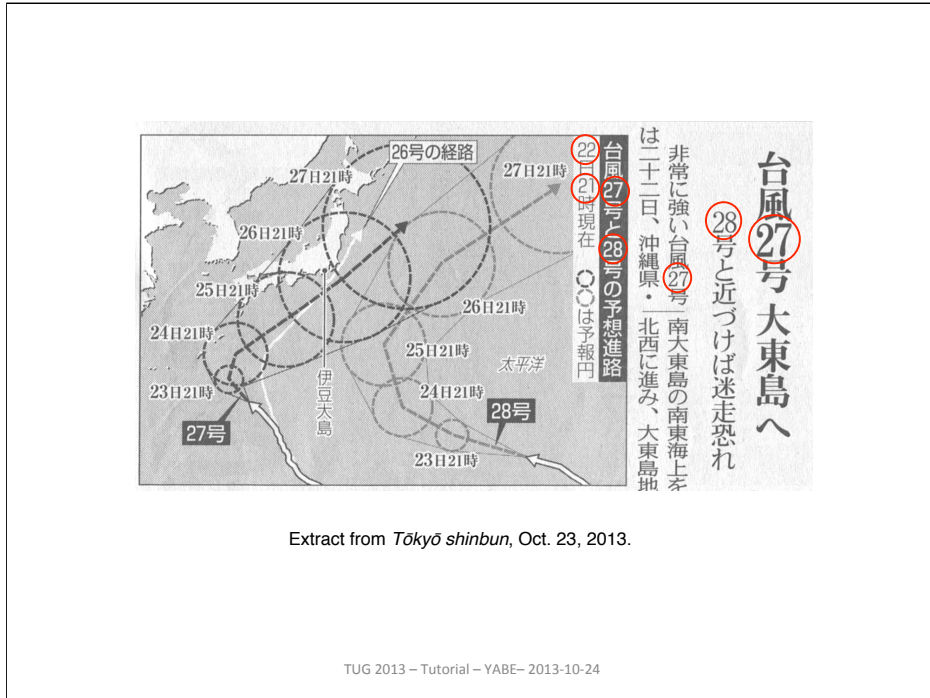 台風27号 大東島へ
28号と近づけば迷走恐れ
非常に強い台風27号
は二十二日、沖縄県・
南大東島の南東海上を
北西に進み、大東島地
台風27号と28号の予想進路
22日21時現在 は予報円
26号の経路
27日21時
27日21時
26日21時
25日21時
26日21時
24日21時
25日21時
太平洋
23日21時
24日21時
伊豆大島
27号
28号
23日21時
Extract from Tōkyō shinbun, Oct. 23, 2013.
TUG 2013 – Tutorial – YABE– 2013-10-24